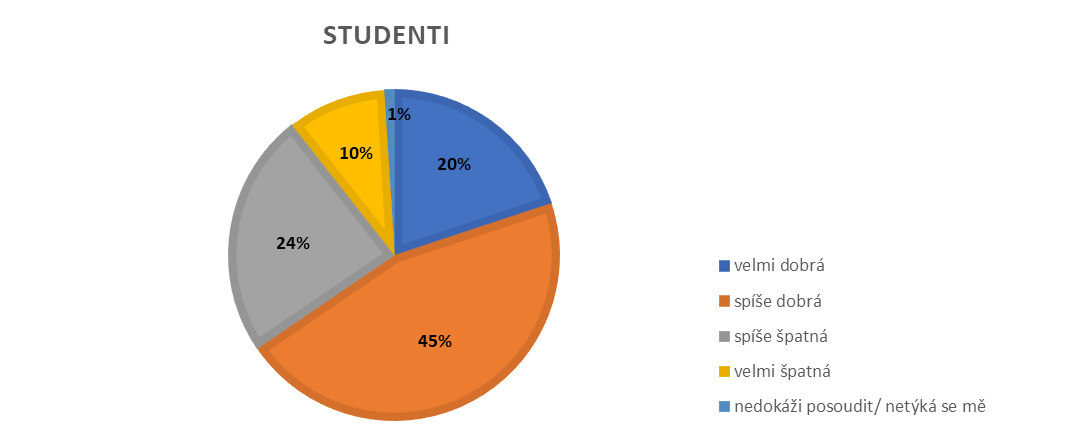 STUDENTI
1%
20%
10%
24%
45%
velmi dobrá
spíše dobrá
spíše špatná
velmi špatná
nedokáži posoudit/ netýká se mě